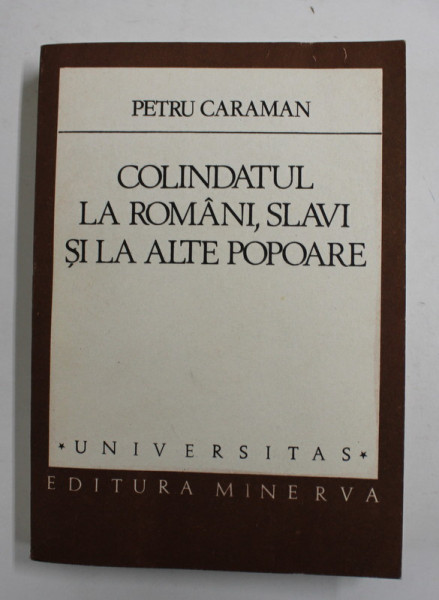 PETRU CARAMAN
COLINDATUL
LA ROMÂNI, SLAVI
ȘI LA ALTE POPOARE
* UNIVERSITAS *
EDITURA MINERVA